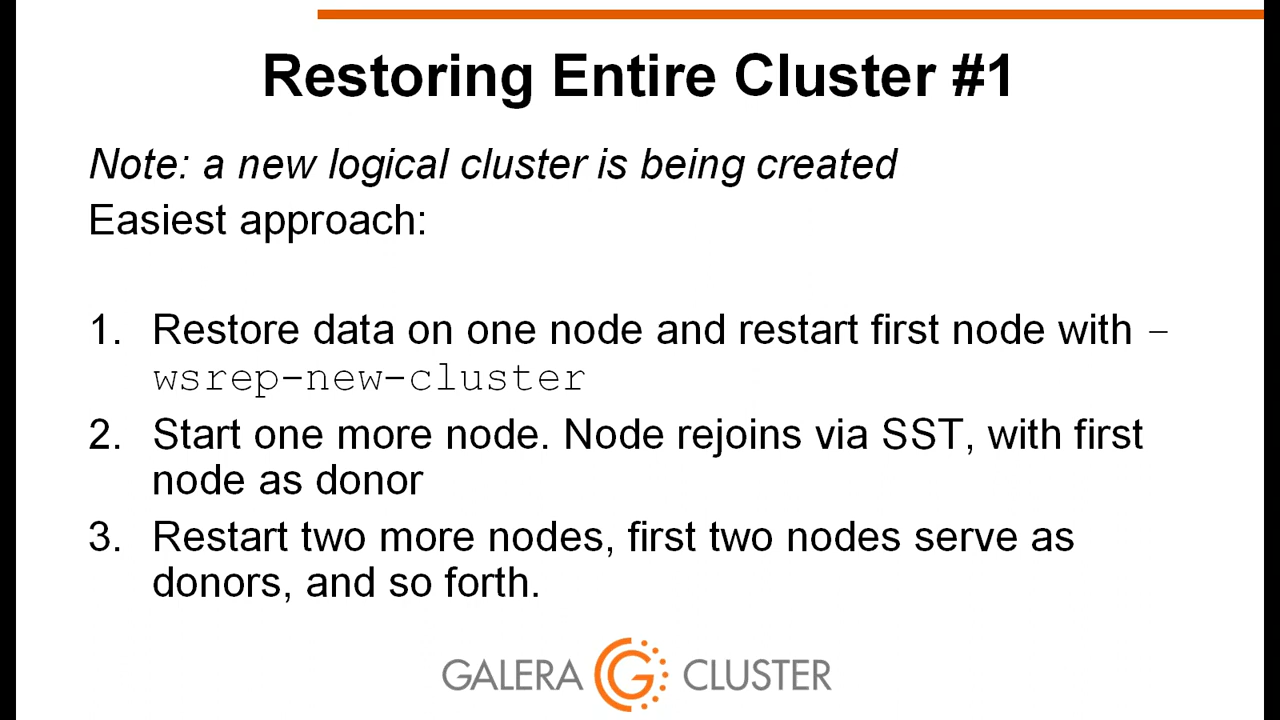 Restoring Entire Cluster #1
Note: a new logical cluster is being created
Easiest approach:
1. Restore data on one node and restart first node with –
wsrep-new-cluster
2. Start one more node. Node rejoins via SST, with first
node as donor
3. Restart two more nodes, first two nodes serve as
donors, and so forth.
GALERA CLUSTER